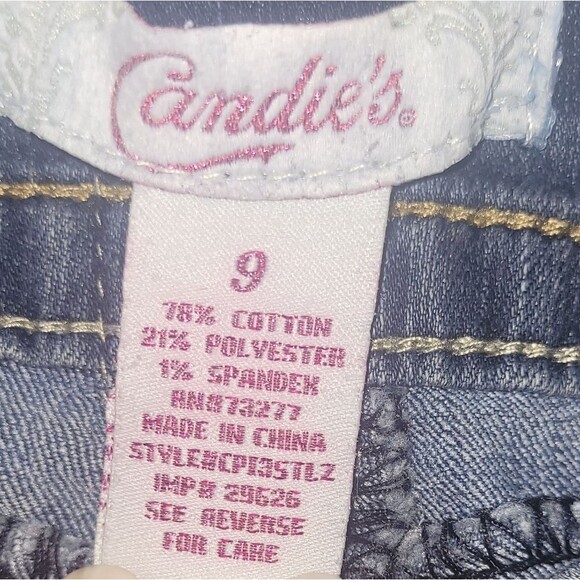 Candie's®
9
78% COTTON
21% POLYESTER
1% SPANDEX
RN#73277
MADE IN CHINA
STYLE#CP13STLZ
IMP# 29626
SEE REVERSE
FOR CARE